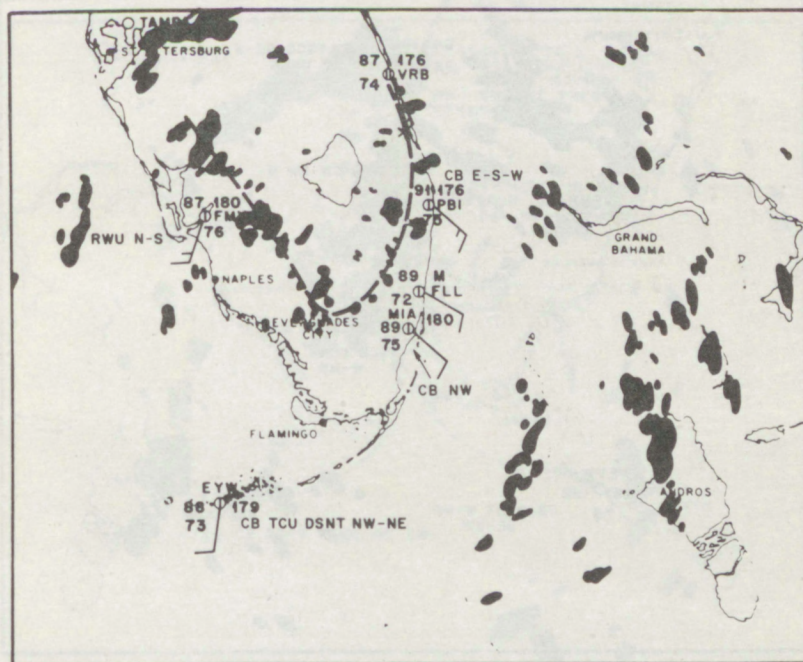 TAMPA
ST PETERSBURG
87 176
VRB
74
CB E-S-W
91 176
PBI
75
GRAND
BAHAMA
87 180
FMY
76
RWU N-S
NAPLES
89 M
FLL
72
MIA
180
89
75
EVERGLADES
CITY
CB NW
FLAMINGO
EYW
88 179
73
CB TCU DSNT NW-NE
ANDROS